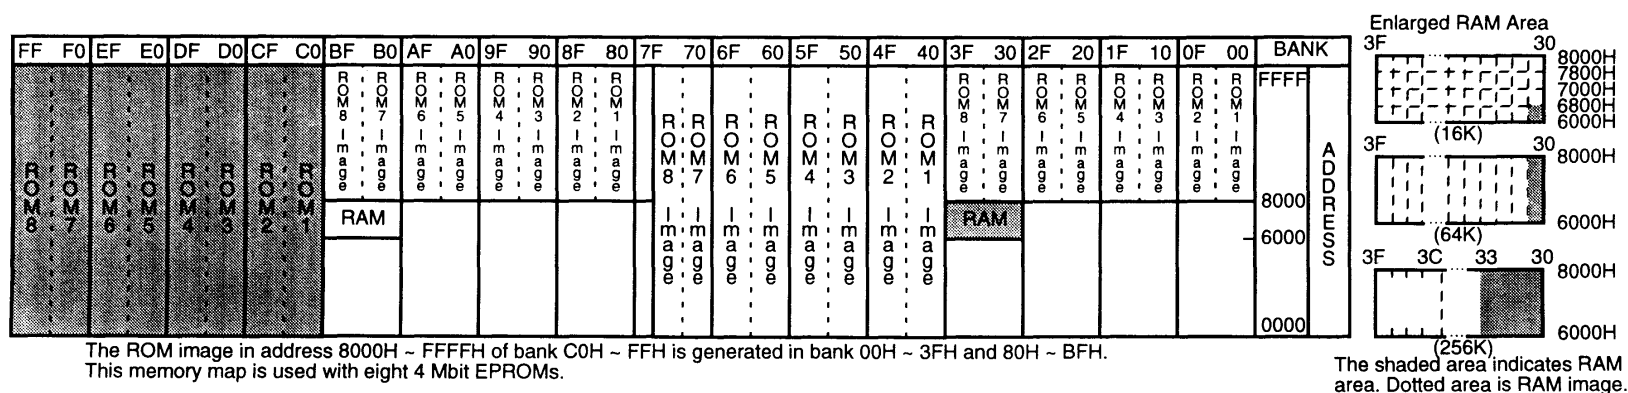 FF F0 EF E0 DF D0 CF C0 BF B0 AF A0 9F 90 8F 80 7F 70 6F 60 5F 50 4F 40 3F 30 2F 20 1F 10 0F 00 BANK
ROM8 ROM7 ROM6 ROM5 ROM4 ROM3 ROM2 ROM1
ROM8 Image ROM7 Image ROM6 Image ROM5 Image ROM4 Image ROM3 Image ROM2 Image ROM1 Image
ROM8 Image ROM7 Image ROM6 Image ROM5 Image ROM4 Image ROM3 Image ROM2 Image ROM1 Image
ROM8 Image ROM7 Image ROM6 Image ROM5 Image ROM4 Image ROM3 Image ROM2 Image ROM1 Image
RAM
RAM
FFFF
8000
6000
0000
ADDRESS
The ROM image in address 8000H ~ FFFFH of bank C0H ~ FFH is generated in bank 00H ~ 3FH and 80H ~ BFH.
This memory map is used with eight 4 Mbit EPROMs.
Enlarged RAM Area
3F 30
8000H
7800H
7000H
6800H
6000H
(16K)
3F
8000H
6000H
(64K)
3F 3C 33 30
8000H
6000H
(256K)
The shaded area indicates RAM
area. Dotted area is RAM image.